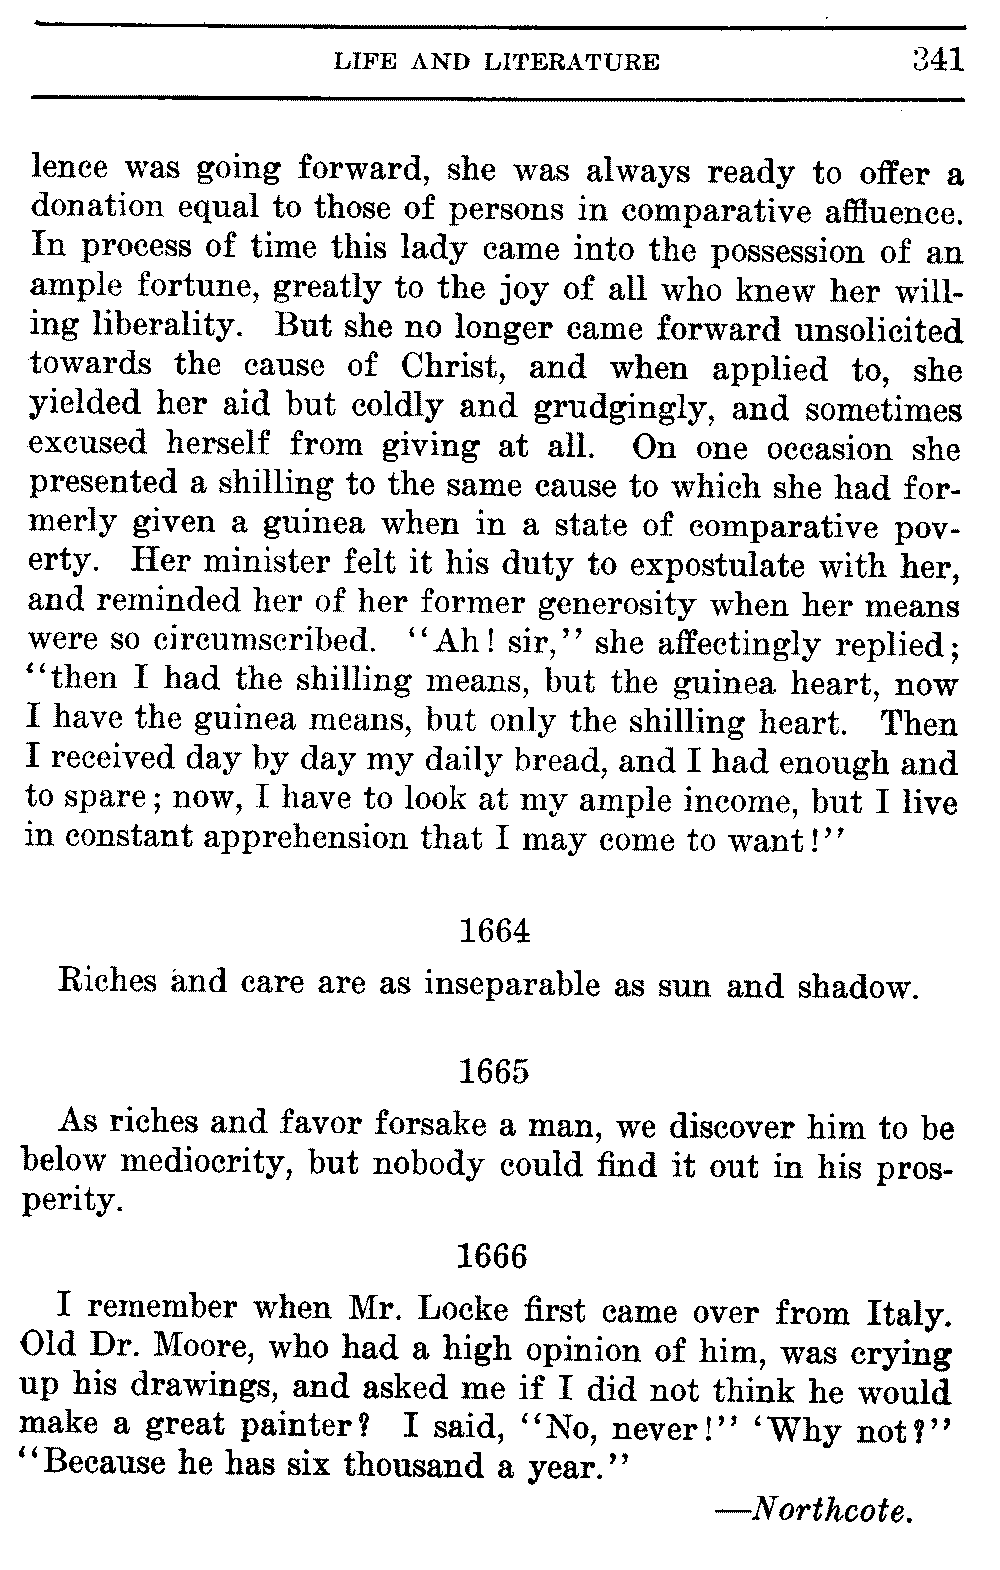 LIFE AND LITERATURE 341
lence was going forward, she was always ready to offer a
donation equal to those of persons in comparative affluence.
In process of time this lady came into the possession of an
ample fortune, greatly to the joy of all who knew her will-
ing liberality. But she no longer came forward unsolicited
towards the cause of Christ, and when applied to, she
yielded her aid but coldly and grudgingly, and sometimes
excused herself from giving at all. On one occasion she
presented a shilling to the same cause to which she had for-
merly given a guinea when in a state of comparative pov-
erty. Her minister felt it his duty to expostulate with her,
and reminded her of her former generosity when her means
were so circumscribed. "Ah! sir," she affectingly replied;
"then I had the shilling means, but the guinea heart, now
I have the guinea means, but only the shilling heart. Then
I received day by day my daily bread, and I had enough and
to spare; now, I have to look at my ample income, but I live
in constant apprehension that I may come to want!"
1664
Riches and care are as inseparable as sun and shadow.
1665
As riches and favor forsake a man, we discover him to be
below mediocrity, but nobody could find it out in his pros-
perity.
1666
I remember when Mr. Locke first came over from Italy.
Old Dr. Moore, who had a high opinion of him, was crying
up his drawings, and asked me if I did not think he would
make a great painter? I said, "No, never!" 'Why not?"
"Because he has six thousand a year."
—Northcote.